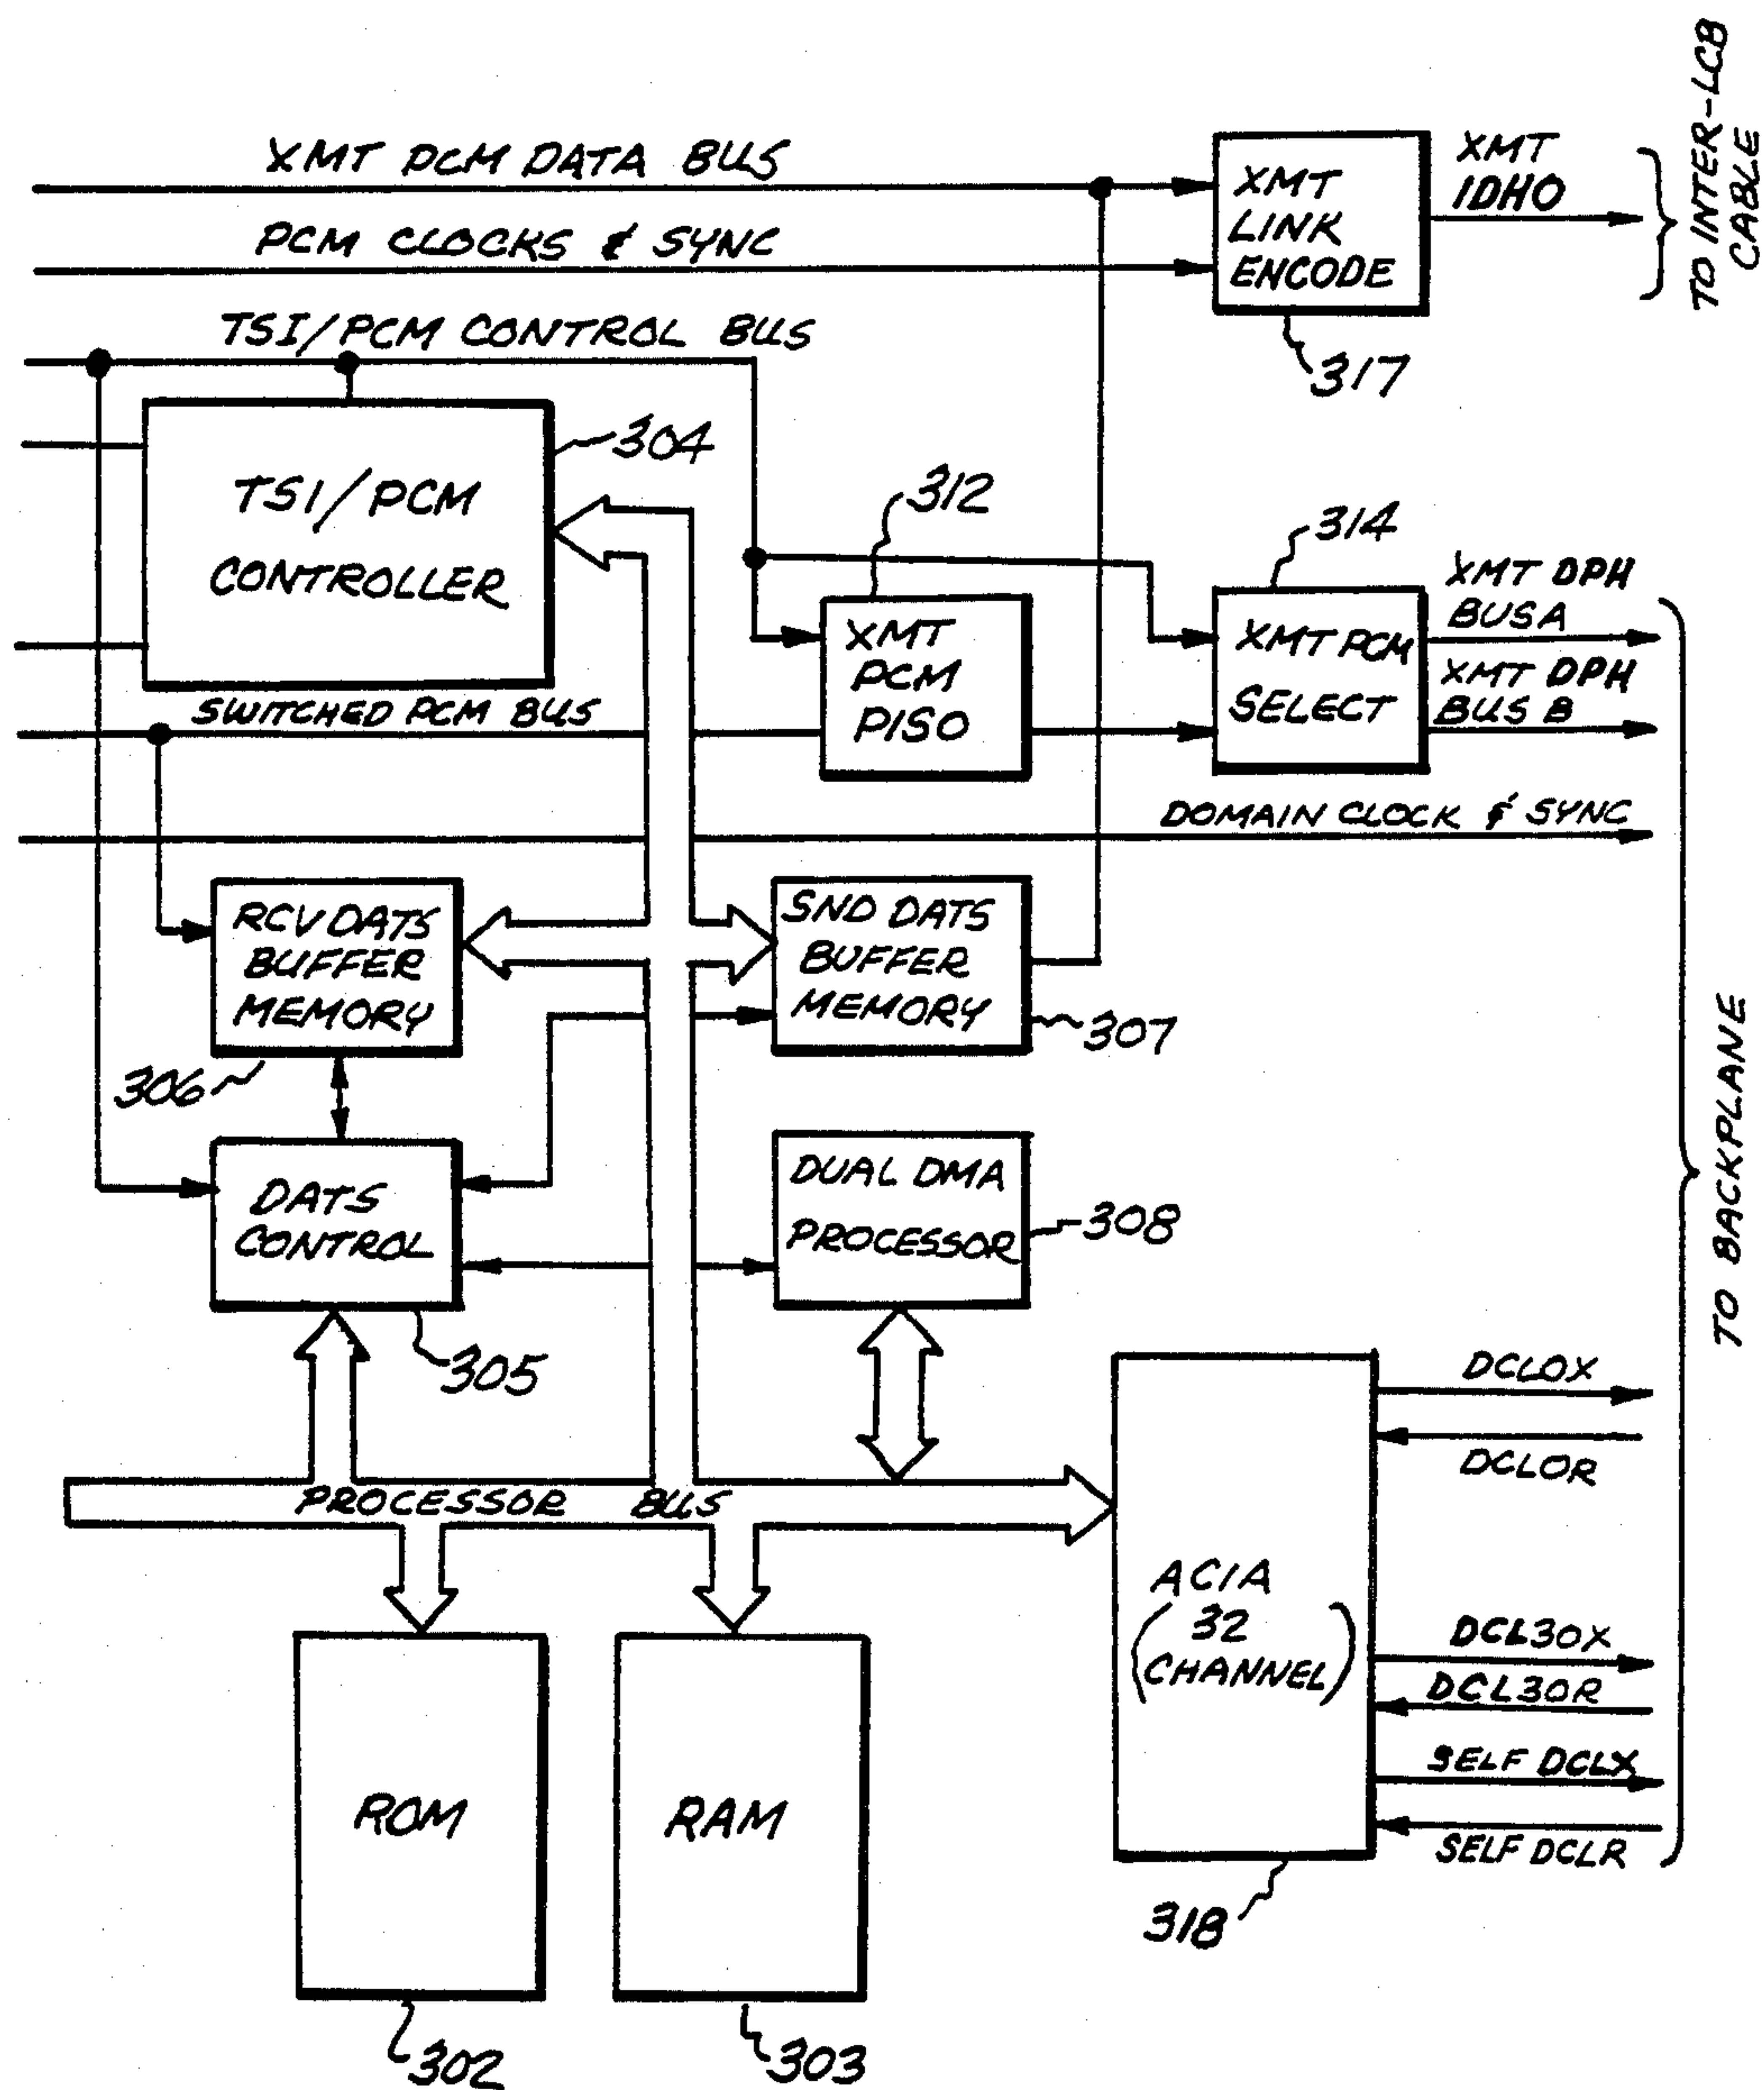 XMT PCM DATA BUS
PCM CLOCKS & SYNC
TSI/PCM CONTROL BUS
XMT
LINK
ENCODE
317
XMT
IDHO
TO INTER-LCB
CABLE
304
TSI/PCM
CONTROLLER
312
XMT
PCM
PISO
314
XMT PCM
SELECT
XMT DPH
BUS A
XMT DPH
BUS B
SWITCHED PCM BUS
DOMAIN CLOCK & SYNC
RCV DATS
BUFFER
MEMORY
306
SND DATS
BUFFER
MEMORY
307
DATS
CONTROL
305
DUAL DMA
PROCESSOR
308
TO BACKPLANE
PROCESSOR BUS
ACIA
(32
CHANNEL)
318
DCLOX
DCLOR
DCL30X
DCL30R
SELF DCLX
SELF DCLR
ROM
302
RAM
303